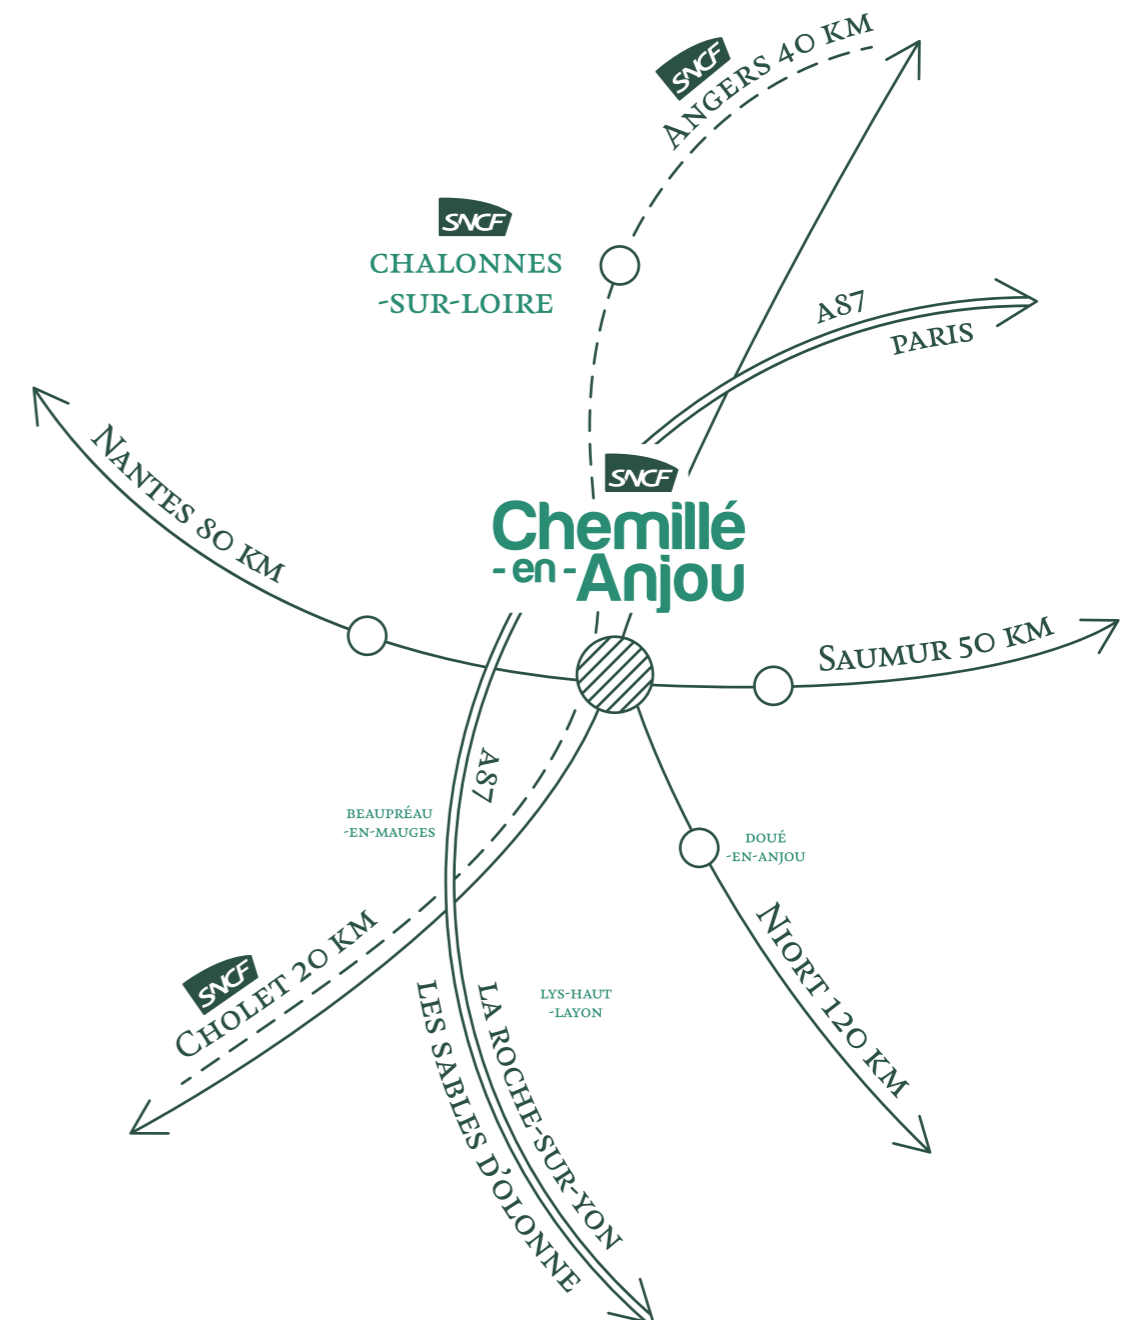 SNCF
ANGERS 40 KM
SNCF
CHALONNES
-SUR-LOIRE
A87
PARIS
NANTES 80 KM
SNCF
Chemillé
-en-Anjou
SAUMUR 50 KM
A87
BEAUPRÉAU
-EN-MAUGES
DOUÉ
-EN-ANJOU
SNCF
CHOLET 20 KM
NIORT 120 KM
LYS-HAUT
-LAYON
LES SABLES D'OLONNE
LA ROCHE-SUR-YON